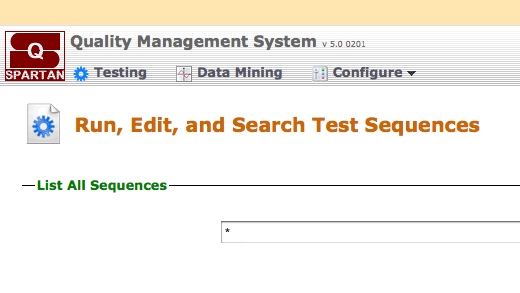 Q
SPARTAN
Quality Management System v 5.0 0201
Testing Data Mining Configure
Run, Edit, and Search Test Sequences
List All Sequences
*